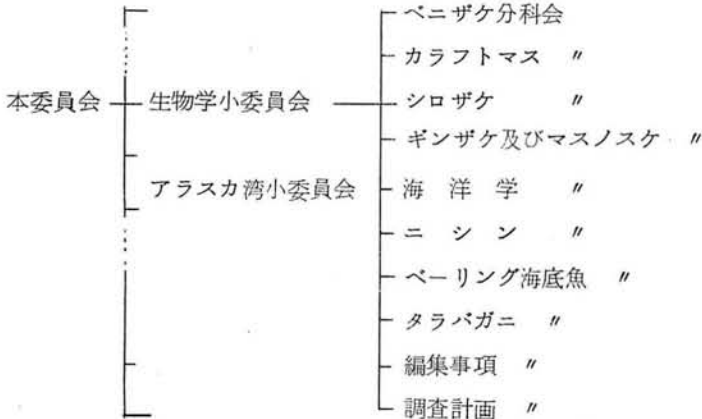 ベニザケ分科会
カラフトマス 〃
本委員会 生物学小委員会 シロザケ 〃
ギンザケ及びマスノスケ 〃
アラスカ湾小委員会 海洋学 〃
ニシン 〃
ベーリング海底魚 〃
タラバガニ 〃
編集事項 〃
調査計画 〃